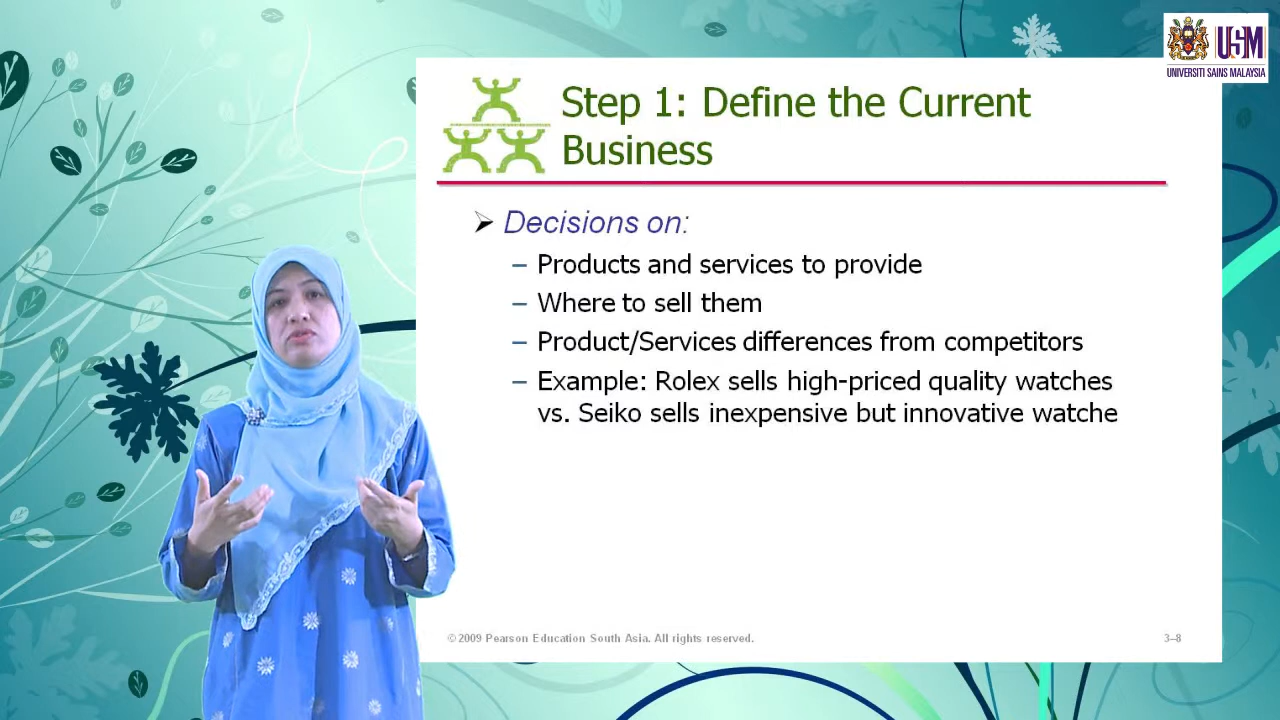 USM
UNIVERSITI SAINS MALAYSIA
Step 1: Define the Current
Business
Decisions on:
– Products and services to provide
– Where to sell them
– Product/Services differences from competitors
– Example: Rolex sells high-priced quality watches
vs. Seiko sells inexpensive but innovative watche
©2009 Pearson Education South Asia. All rights reserved.
3–8